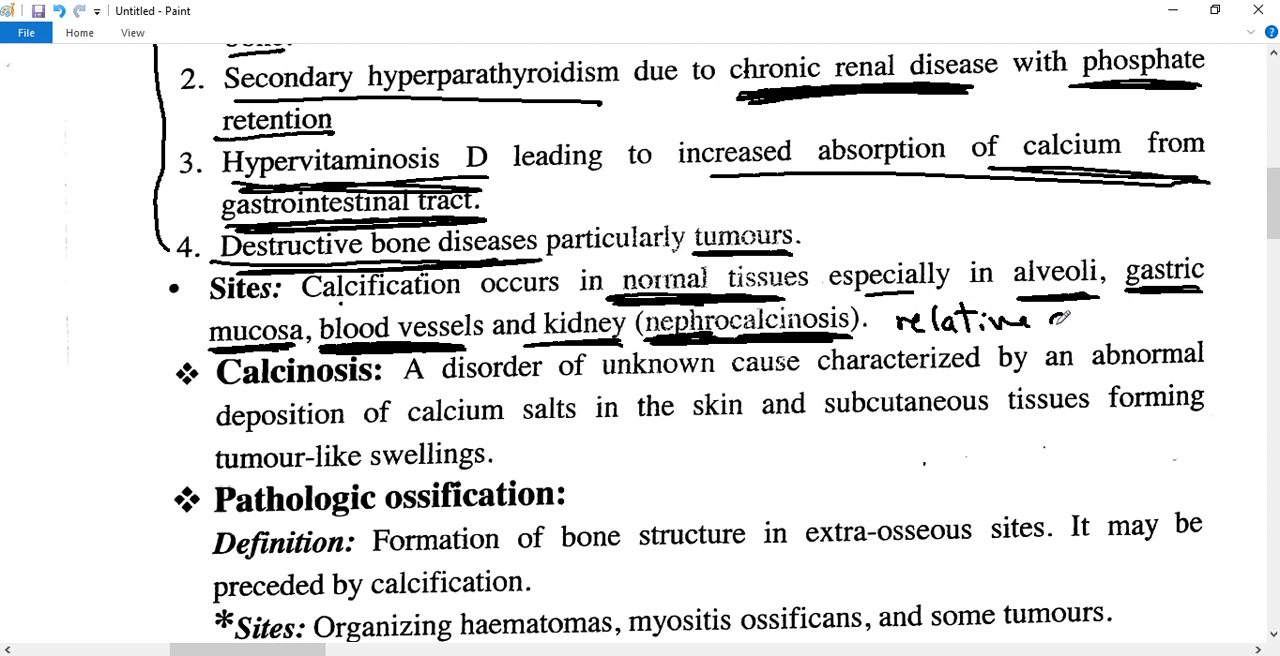 Untitled - Paint
File Home View
bone.
2. Secondary hyperparathyroidism due to chronic renal disease with phosphate
retention
3. Hypervitaminosis D leading to increased absorption of calcium from
gastrointestinal tract.
4. Destructive bone diseases particularly tumours.
• Sites: Calcification occurs in normal tissues especially in alveoli, gastric
mucosa, blood vessels and kidney (nephrocalcinosis). relative
❖ Calcinosis: A disorder of unknown cause characterized by an abnormal
deposition of calcium salts in the skin and subcutaneous tissues forming
tumour-like swellings.
❖ Pathologic ossification:
Definition: Formation of bone structure in extra-osseous sites. It may be
preceded by calcification.
*Sites: Organizing haematomas, myositis ossificans, and some tumours.